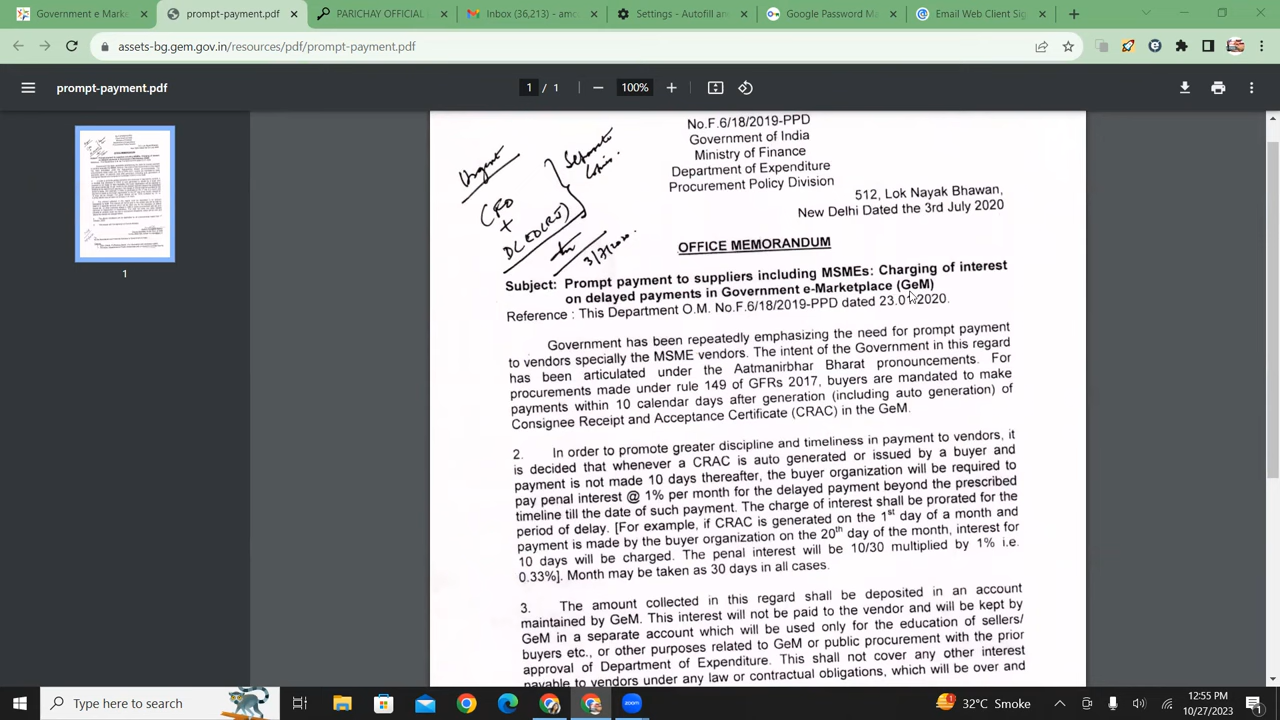 Government e Mark
prompt-payment.pdf
PARICHAY OFFICIAL
Inbox (36,213) - amo
Settings - Autofill an
Google Password M
Email Web Client Sig
assets-bg.gem.gov.in/resources/pdf/prompt-payment.pdf
prompt-payment.pdf
1 / 1
100%
1
Urgent
Separate
CRO
+
3/7/2020
No.F.6/18/2019-PPD
Government of India
Ministry of Finance
Department of Expenditure
Procurement Policy Division
512, Lok Nayak Bhawan,
New Delhi Dated the 3rd July 2020
OFFICE MEMORANDUM
Subject: Prompt payment to suppliers including MSMEs: Charging of interest
on delayed payments in Government e-Marketplace (GeM)
Reference : This Department O.M. No.F.6/18/2019-PPD dated 23.01.2020.
Government has been repeatedly emphasizing the need for prompt payment
to vendors specially the MSME vendors. The intent of the Government in this regard
has been articulated under the Aatmanirbhar Bharat pronouncements. For
procurements made under rule 149 of GFRs 2017, buyers are mandated to make
payments within 10 calendar days after generation (including auto generation) of
Consignee Receipt and Acceptance Certificate (CRAC) in the GeM.
2. In order to promote greater discipline and timeliness in payment to vendors, it
is decided that whenever a CRAC is auto generated or issued by a buyer and
payment is not made 10 days thereafter, the buyer organization will be required to
pay penal interest @ 1% per month for the delayed payment beyond the prescribed
timeline till the date of such payment. The charge of interest shall be prorated for the
period of delay. [For example, if CRAC is generated on the 1st day of a month and
payment is made by the buyer organization on the 20th day of the month, interest for
10 days will be charged. The penal interest will be 10/30 multiplied by 1% i.e.
0.33%]. Month may be taken as 30 days in all cases.
3. The amount collected in this regard shall be deposited in an account
maintained by GeM. This interest will not be paid to the vendor and will be kept by
GeM in a separate account which will be used only for the education of sellers/
buyers etc., or other purposes related to GeM or public procurement with the prior
approval of Department of Expenditure. This shall not cover any other interest
payable to vendors under any law or contractual obligations, which will be over and
Type here to search
zoom
32°C Smoke
12:55 PM
10/27/2023